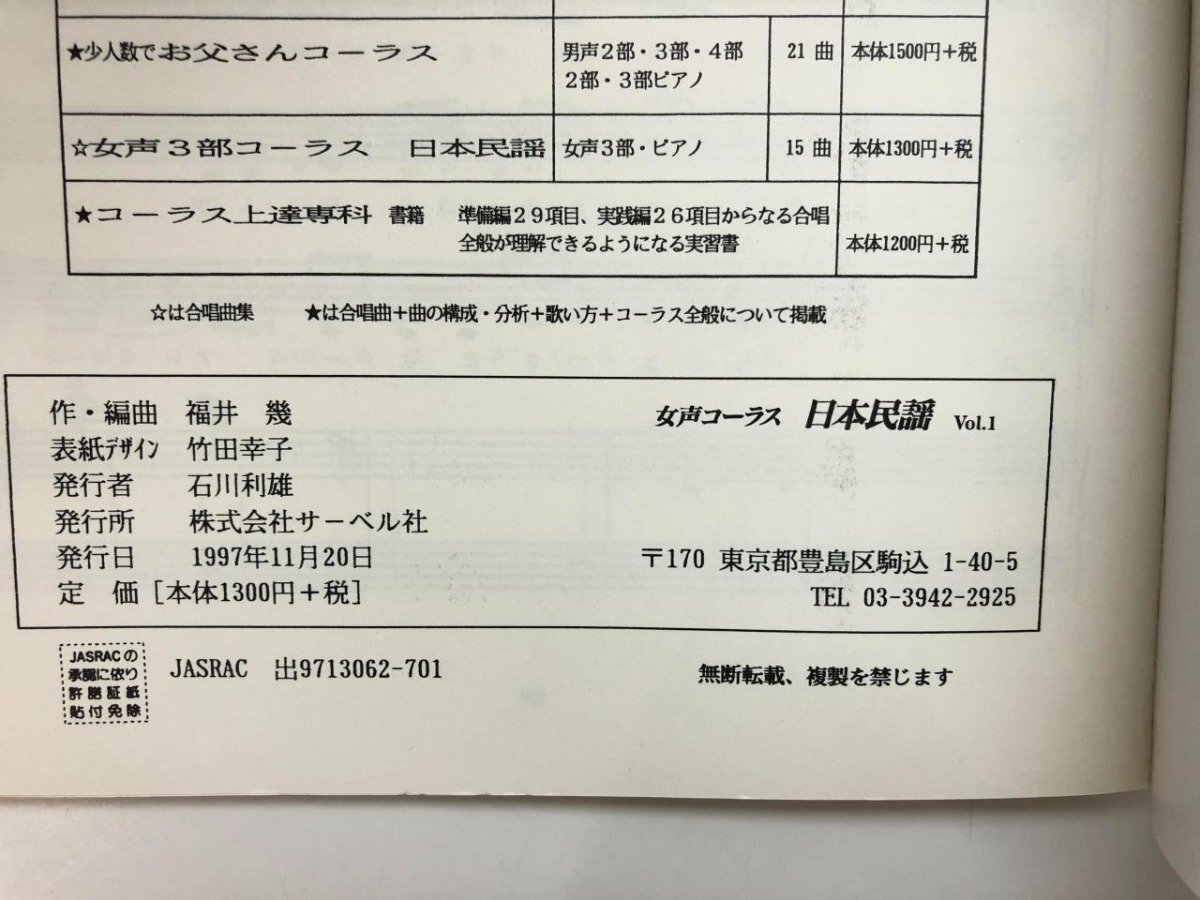 ★少人数でお父さんコーラス 男声2部・3部・4部 21 曲 本体1500円+税
2部・3部ピアノ
☆女声3部コーラス 日本民謡 女声3部・ピアノ 15 曲 本体1300円+税
★コーラス上達専科 書籍 準備編29項目、実践編26項目からなる合唱
全般が理解できるようになる実習書 本体1200円+税
☆は合唱曲集 ★は合唱曲+曲の構成・分析+歌い方+コーラス全般について掲載
作・編曲 福井 幾
表紙デザイン 竹田幸子
発行者 石川利雄
発行所 株式会社サーベル社
発行日 1997年11月20日
定 価 [本体1300円+税]
女声コーラス 日本民謡 Vol.1
〒170 東京都豊島区駒込 1-40-5
TEL 03-3942-2925
JASRACの
承認に依り
許諾証紙
貼付免除
JASRAC 出9713062-701
無断転載、複製を禁じます